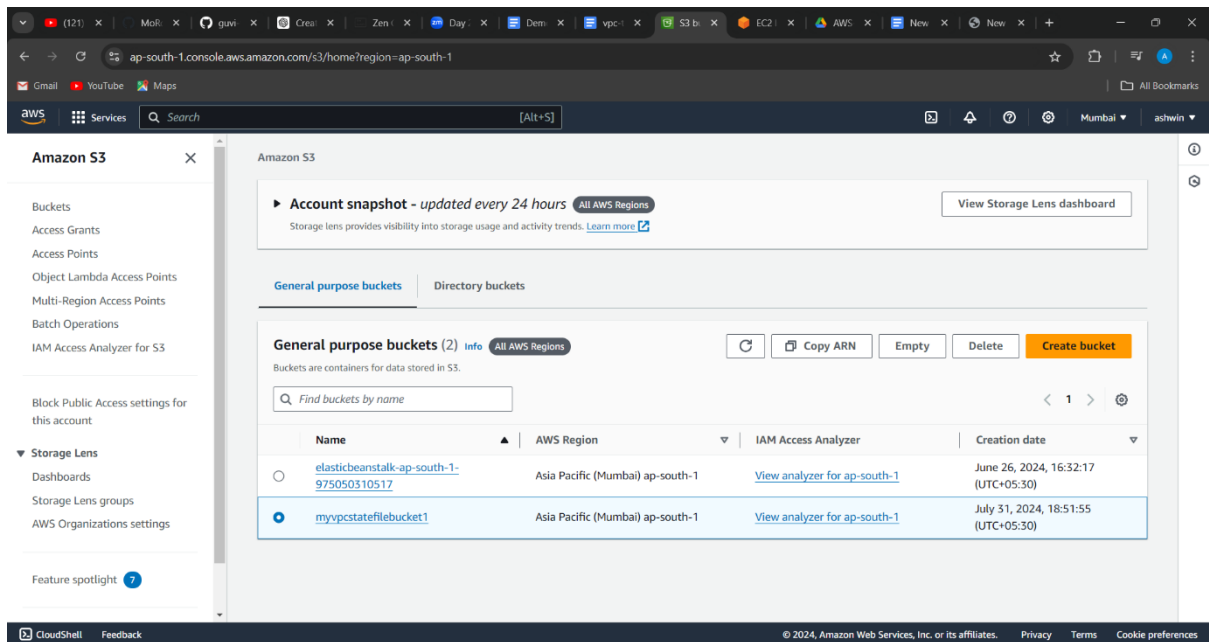 (121)
MoR
guvi-
Creat
Zen (
Day
Dem
vpc-t
S3 b
EC2 I
AWS
New
New
ap-south-1.console.aws.amazon.com/s3/home?region=ap-south-1
Gmail YouTube Maps
All Bookmarks
aws Services Search [Alt+S] Mumbai ashwin
Amazon S3
Buckets
Access Grants
Access Points
Object Lambda Access Points
Multi-Region Access Points
Batch Operations
IAM Access Analyzer for S3
Block Public Access settings for
this account
Storage Lens
Dashboards
Storage Lens groups
AWS Organizations settings
Feature spotlight 7
Amazon S3
Account snapshot - updated every 24 hours All AWS Regions
Storage lens provides visibility into storage usage and activity trends. Learn more
View Storage Lens dashboard
General purpose buckets Directory buckets
General purpose buckets (2) Info All AWS Regions
Buckets are containers for data stored in S3.
Copy ARN Empty Delete Create bucket
Find buckets by name
1
Name AWS Region IAM Access Analyzer Creation date
elasticbeanstalk-ap-south-1-
975050310517
Asia Pacific (Mumbai) ap-south-1
View analyzer for ap-south-1
June 26, 2024, 16:32:17
(UTC+05:30)
myvpcstatefilebucket1
Asia Pacific (Mumbai) ap-south-1
View analyzer for ap-south-1
July 31, 2024, 18:51:55
(UTC+05:30)
CloudShell Feedback © 2024, Amazon Web Services, Inc. or its affiliates. Privacy Terms Cookie preferences